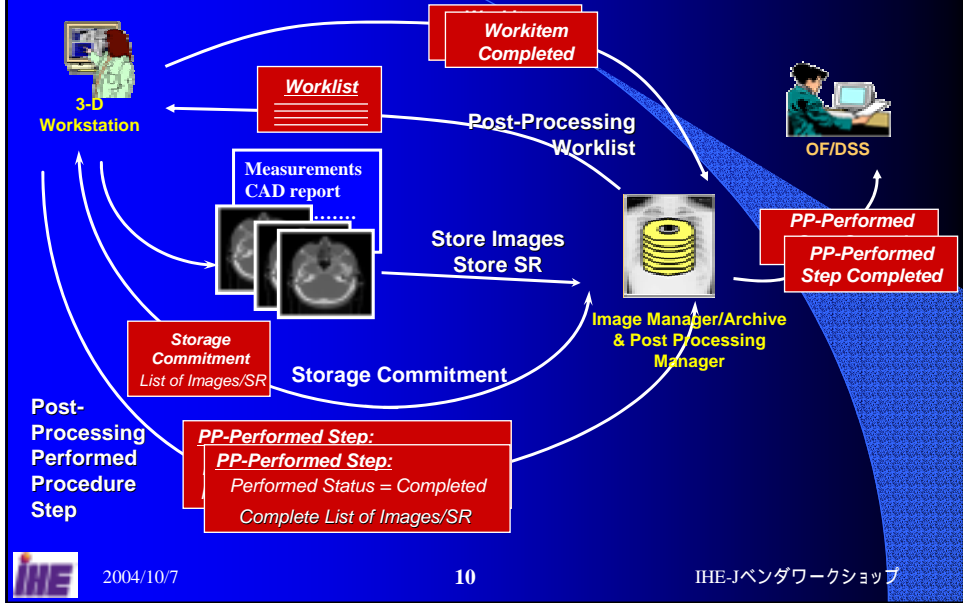 Workitem
Completed
Worklist
3-D
Workstation
Post-Processing
Worklist
OF/DSS
Measurements
CAD report
.......
Store Images
Store SR
PP-Performed
PP-Performed
Step Completed
Image Manager/Archive
& Post Processing
Manager
Storage
Commitment
List of Images/SR
Storage Commitment
Post-
Processing
Performed
Procedure
Step
PP-Performed Step:
PP-Performed Step:
Performed Status = Completed
Complete List of Images/SR
IHE
2004/10/7
10
IHE-Jベンダワークショップ